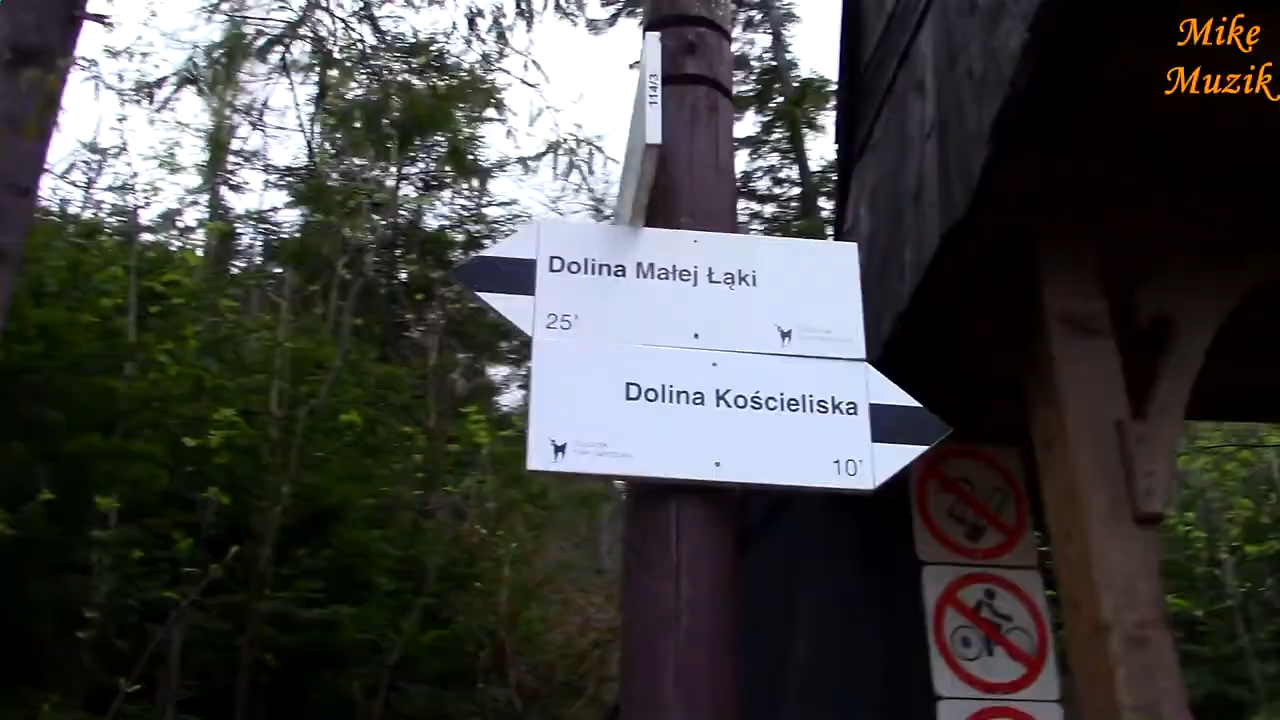 Mike
Muzik
114/3
Dolina Małej Łąki
25'
Dolina Kościeliska
10'